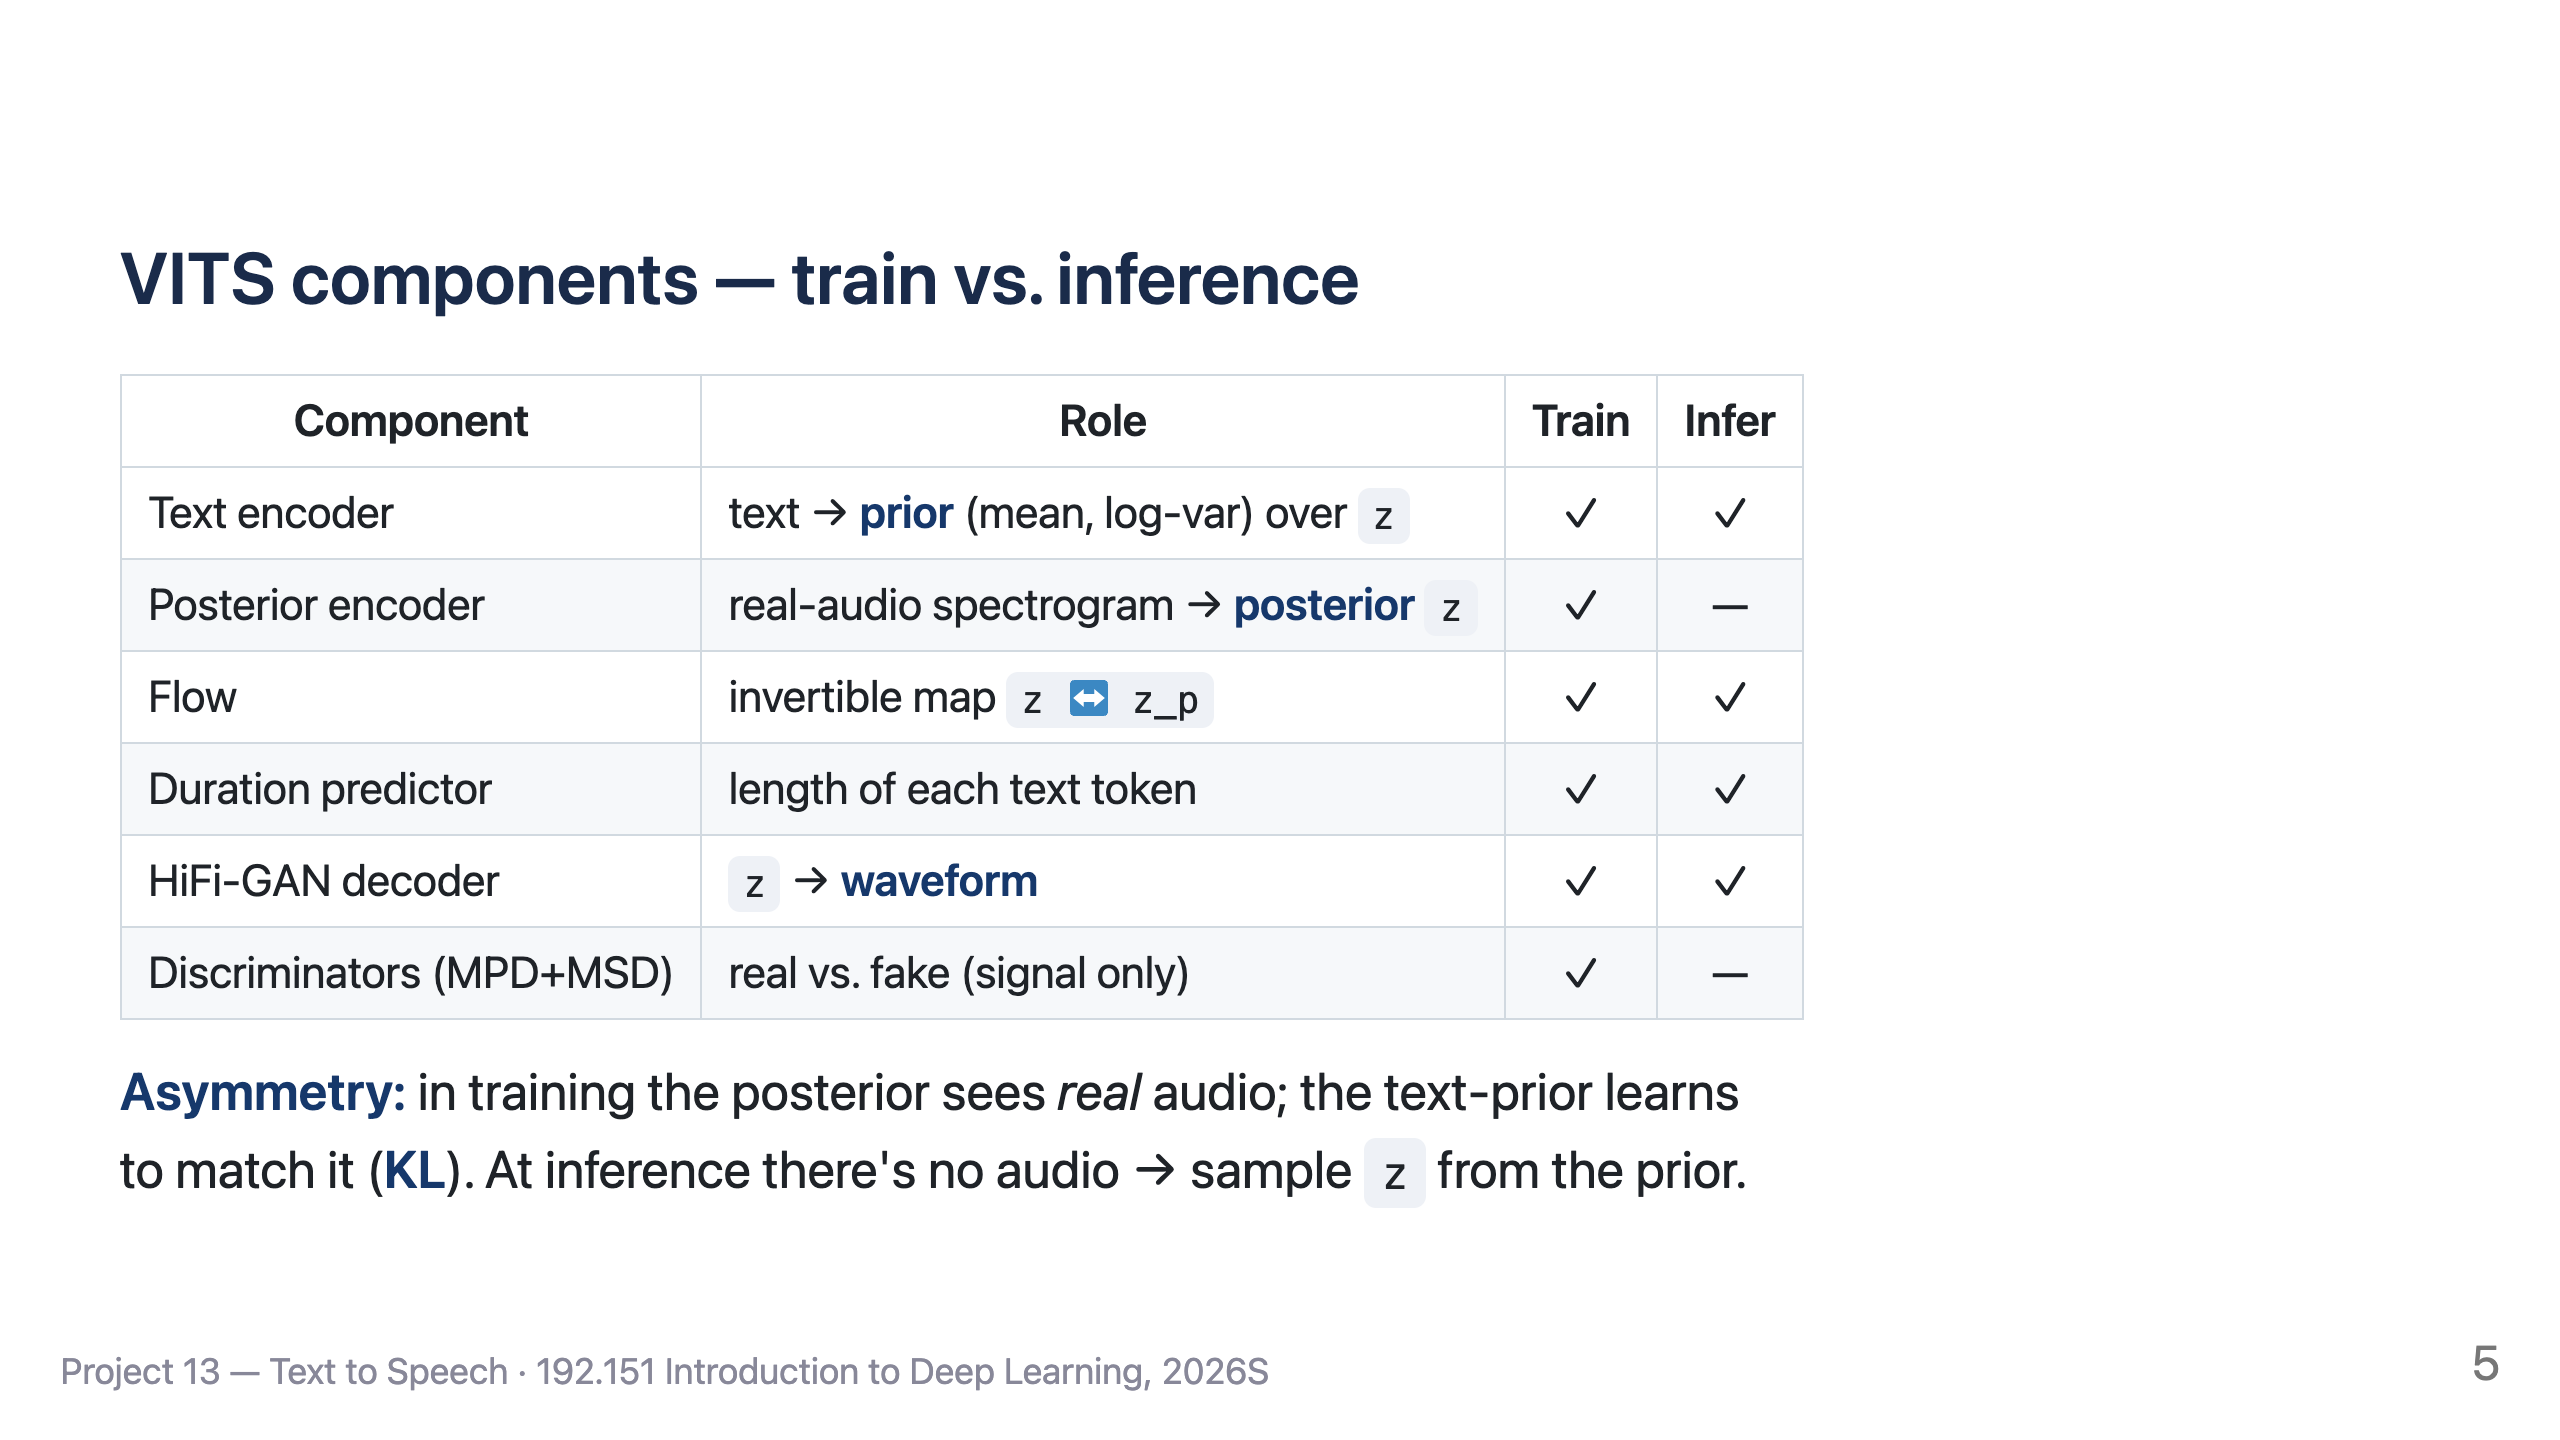 VITS components — train vs. inference
Component Role Train Infer
Text encoder text → prior (mean, log-var) over z ✓ ✓
Posterior encoder real-audio spectrogram → posterior z ✓ —
Flow invertible map z ↔️ z_p ✓ ✓
Duration predictor length of each text token ✓ ✓
HiFi-GAN decoder z → waveform ✓ ✓
Discriminators (MPD+MSD) real vs. fake (signal only) ✓ —
Asymmetry: in training the posterior sees real audio; the text-prior learns
to match it (KL). At inference there's no audio → sample z from the prior.
Project 13 — Text to Speech · 192.151 Introduction to Deep Learning, 2026S
5